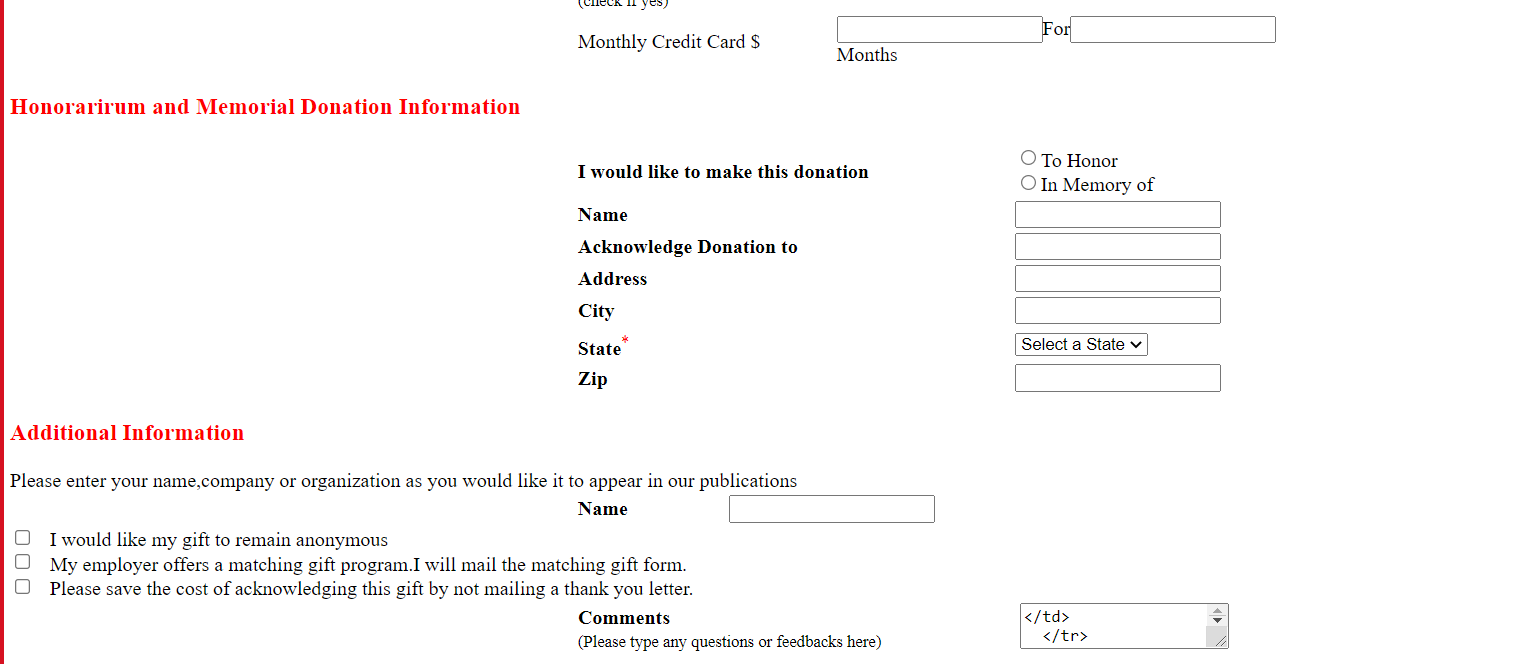 (check if yes)
Monthly Credit Card $ For
Months
Honorarirum and Memorial Donation Information
I would like to make this donation
To Honor
In Memory of
Name
Acknowledge Donation to
Address
City
State* Select a State
Zip
Additional Information
Please enter your name,company or organization as you would like it to appear in our publications
Name
I would like my gift to remain anonymous
My employer offers a matching gift program.I will mail the matching gift form.
Please save the cost of acknowledging this gift by not mailing a thank you letter.
Comments
(Please type any questions or feedbacks here)
</td>
</tr>